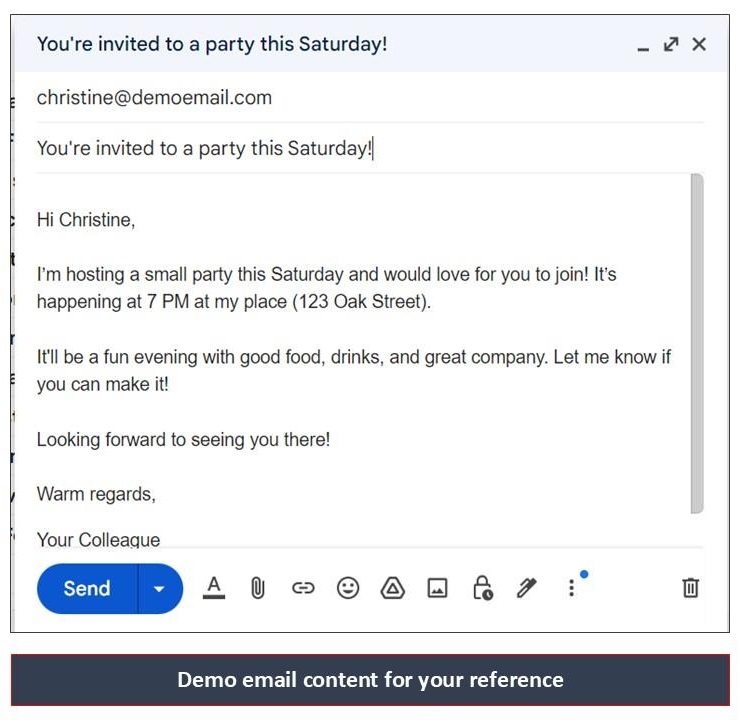 You're invited to a party this Saturday!
christine@demoemail.com
You're invited to a party this Saturday!
Hi Christine,
I’m hosting a small party this Saturday and would love for you to join! It’s
happening at 7 PM at my place (123 Oak Street).
It'll be a fun evening with good food, drinks, and great company. Let me know if
you can make it!
Looking forward to seeing you there!
Warm regards,
Your Colleague
Send
Demo email content for your reference